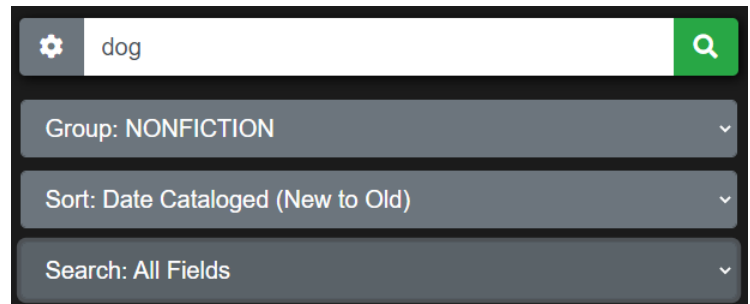 dog
Group: NONFICTION
Sort: Date Cataloged (New to Old)
Search: All Fields